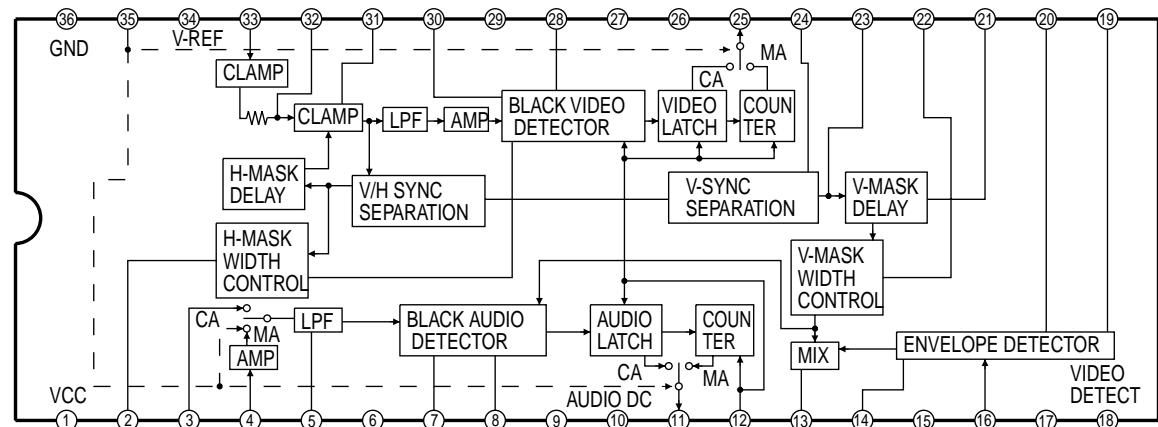 36 35 34 33 32 31 30 29 28 27 26 25 24 23 22 21 20 19
GND
V-REF
CLAMP
MA
CA
CLAMP
LPF
AMP
BLACK VIDEO
DETECTOR
VIDEO
LATCH
COUN
TER
H-MASK
DELAY
V/H SYNC
SEPARATION
V-SYNC
SEPARATION
V-MASK
DELAY
H-MASK
WIDTH
CONTROL
V-MASK
WIDTH
CONTROL
CA
MA
LPF
AMP
BLACK AUDIO
DETECTOR
AUDIO
LATCH
COUN
TER
MIX
ENVELOPE DETECTOR
CA
MA
VCC
AUDIO DC
VIDEO
DETECT
1 2 3 4 5 6 7 8 9 10 11 12 13 14 15 16 17 18